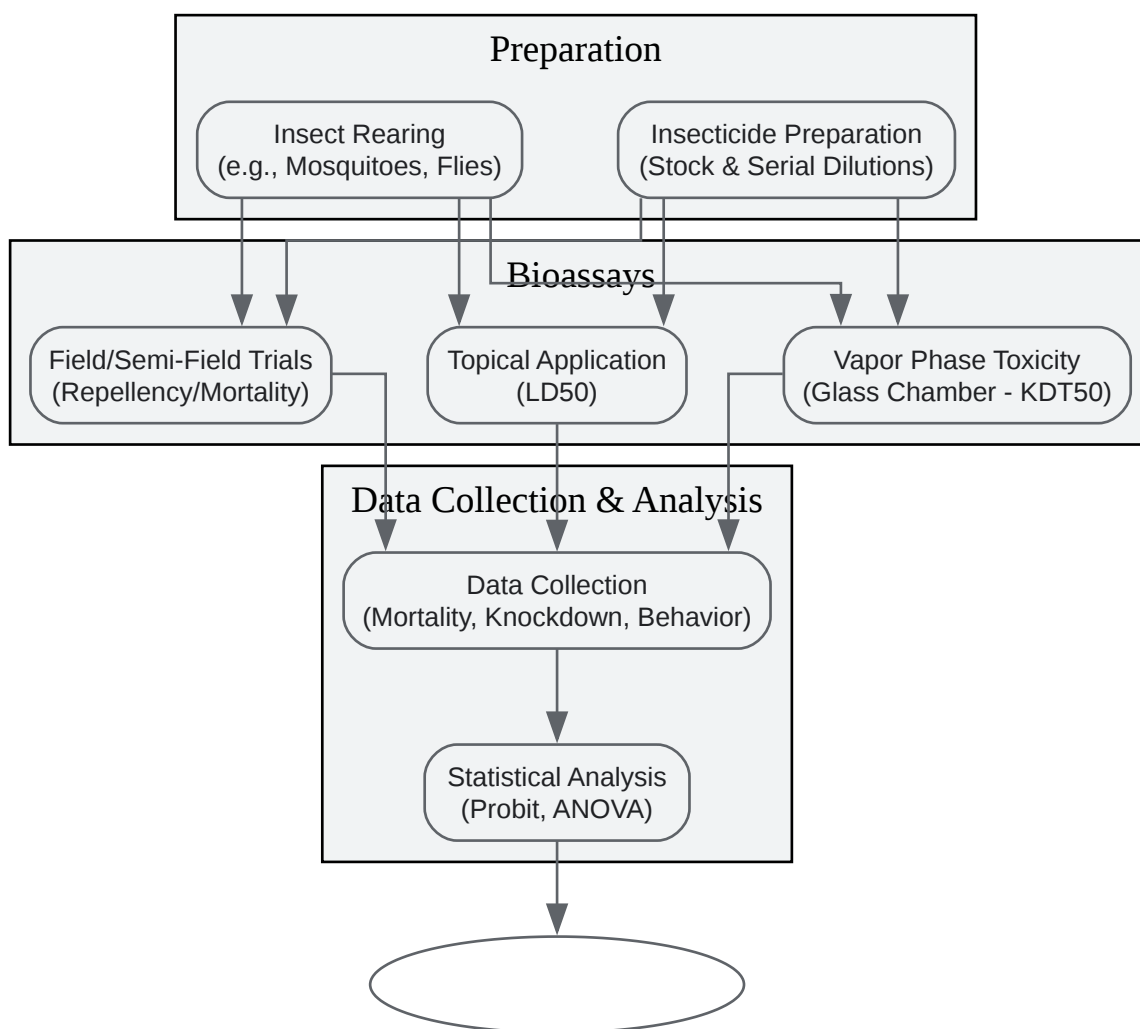 Preparation
Insect Rearing
(e.g., Mosquitoes, Flies)
Insecticide Preparation
(Stock & Serial Dilutions)
Bioassays
Field/Semi-Field Trials
(Repellency/Mortality)
Topical Application
(LD50)
Vapor Phase Toxicity
(Glass Chamber - KDT50)
Data Collection & Analysis
Data Collection
(Mortality, Knockdown, Behavior)
Statistical Analysis
(Probit, ANOVA)